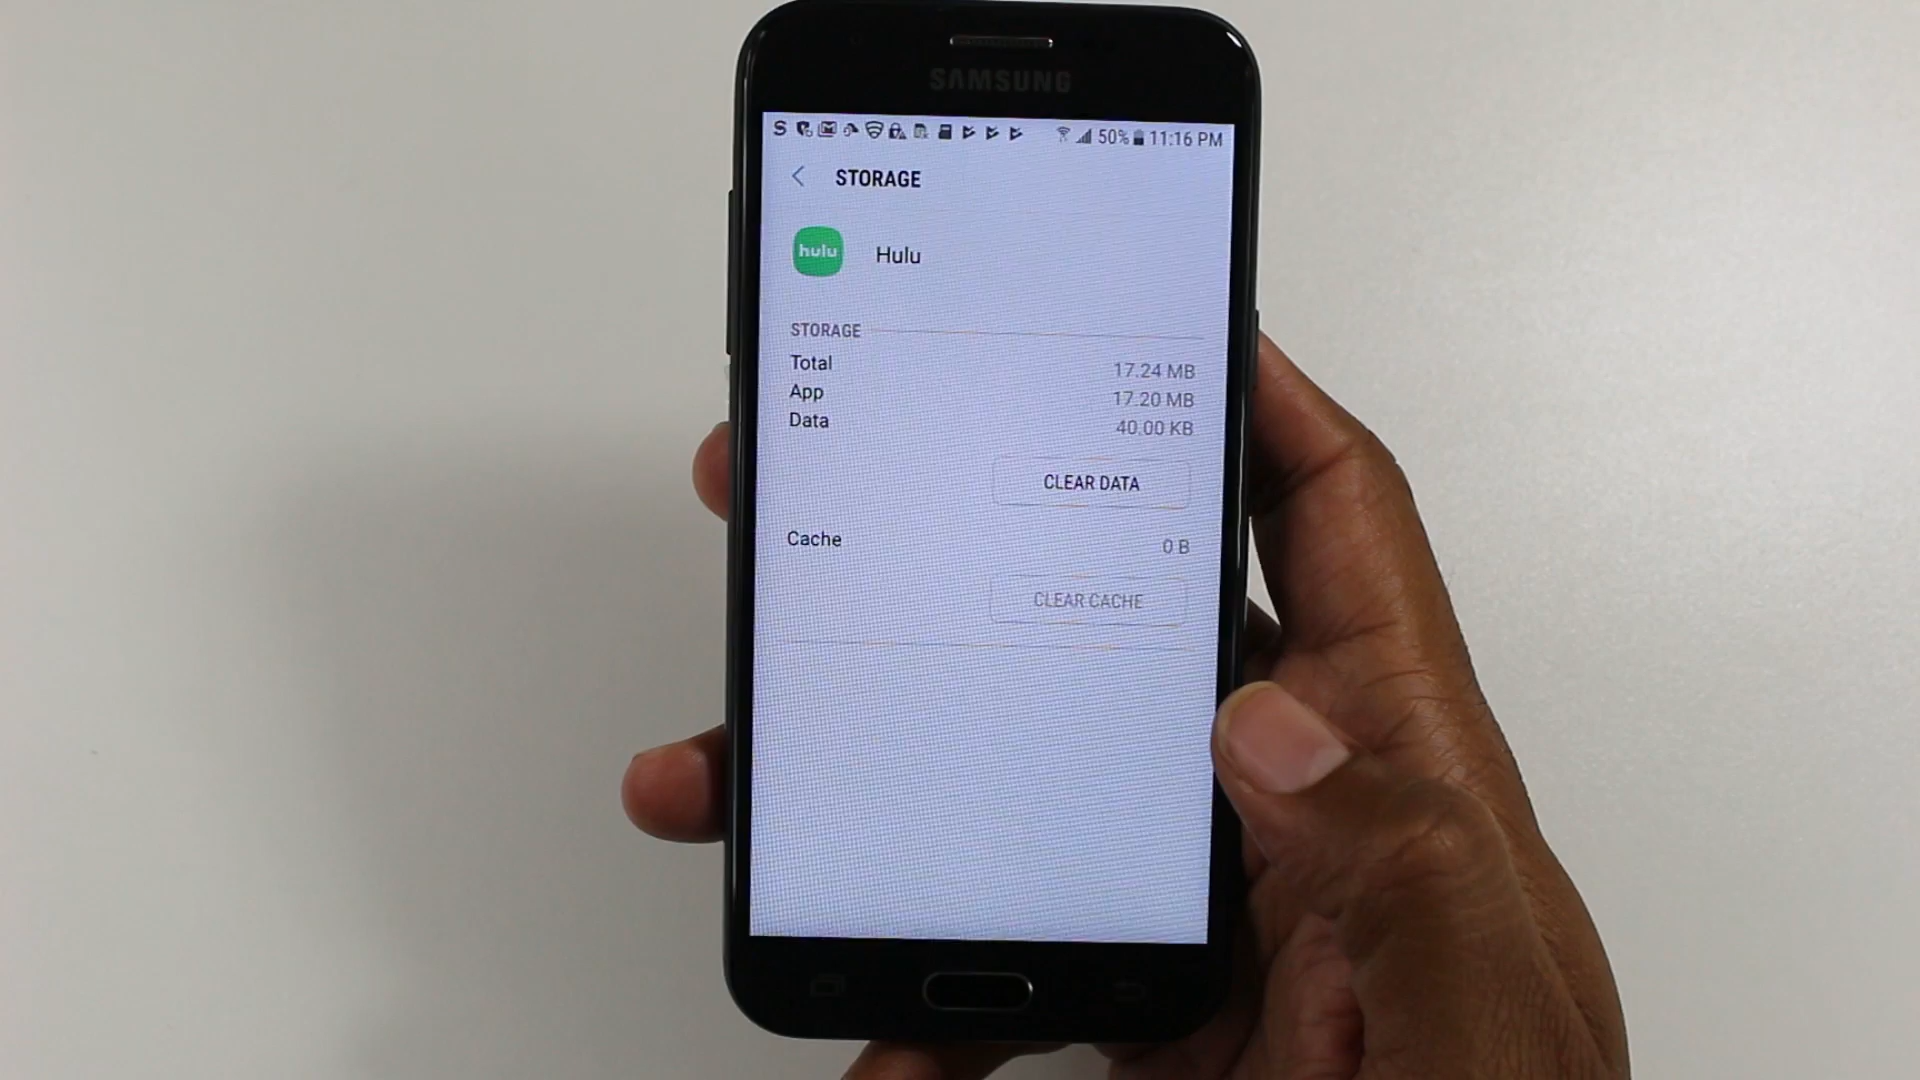 SAMSUNG
50% 11:16 PM
STORAGE
hulu Hulu
STORAGE
Total 17.24 MB
App 17.20 MB
Data 40.00 KB
CLEAR DATA
Cache 0 B
CLEAR CACHE